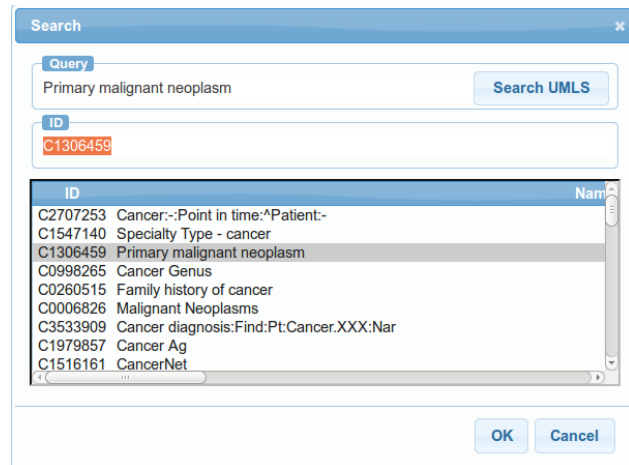 Search
Query
Primary malignant neoplasm
Search UMLS
ID
C1306459
ID Nam
C2707253 Cancer:-:Point in time:^Patient:-
C1547140 Specialty Type - cancer
C1306459 Primary malignant neoplasm
C0998265 Cancer Genus
C0260515 Family history of cancer
C0006826 Malignant Neoplasms
C3533909 Cancer diagnosis:Find:Pt:Cancer.XXX:Nar
C1979857 Cancer Ag
C1516161 CancerNet
OK Cancel